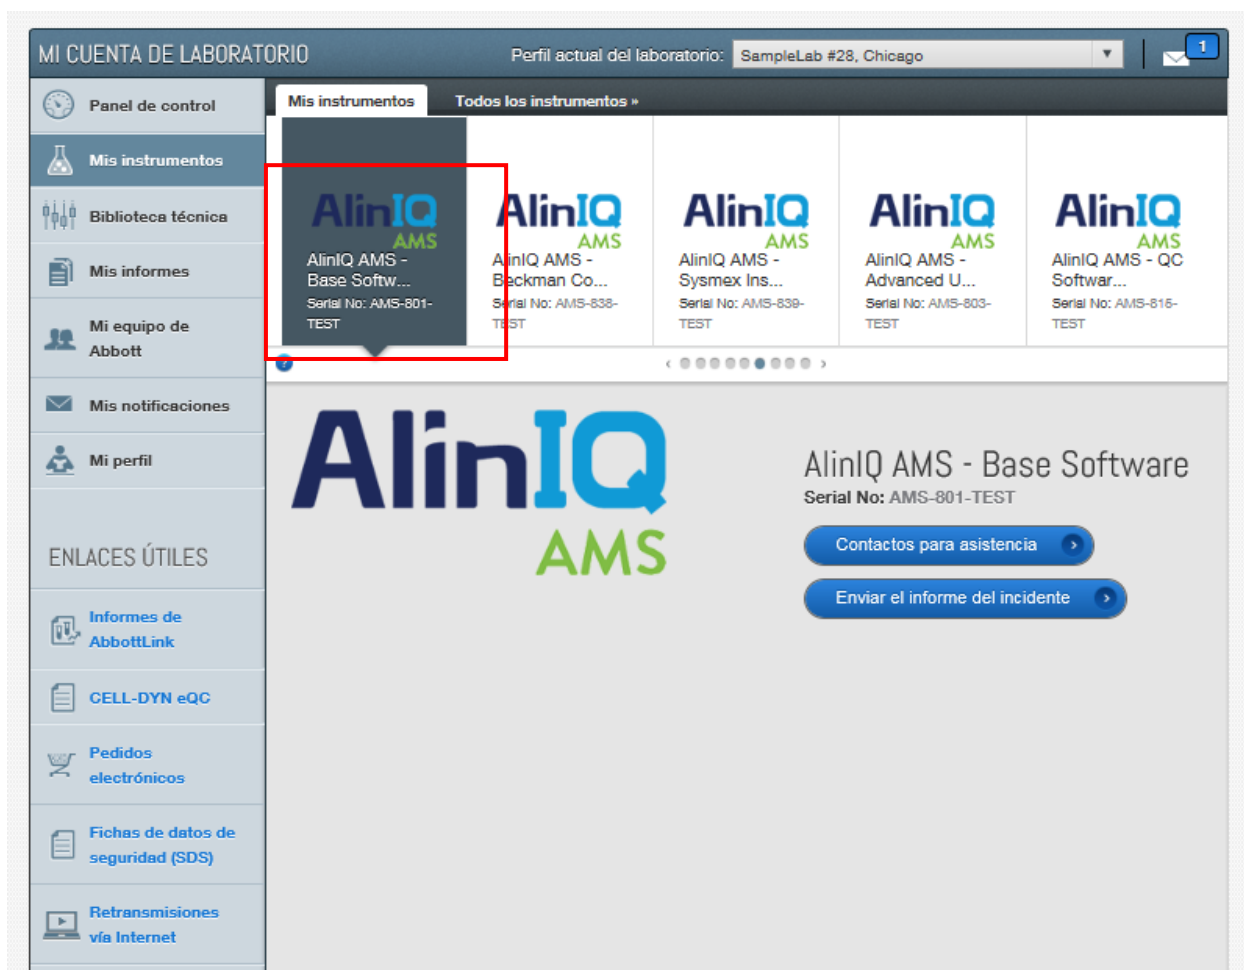 MI CUENTA DE LABORATORIO
Perfil actual del laboratorio:
SampleLab #28, Chicago
1
Panel de control
Mis instrumentos
Biblioteca técnica
Mis informes
Mi equipo de
Abbott
Mis notificaciones
Mi perfil
ENLACES ÚTILES
Informes de
AbbottLink
CELL-DYN eQC
Pedidos
electrónicos
Fichas de datos de
seguridad (SDS)
Retransmisiones
vía Internet
Mis instrumentos
Todos los instrumentos »
AlinIQ
AMS
AlinIQ AMS -
Base Softw...
Serial No: AMS-801-
TEST
AlinIQ
AMS
AlinIQ AMS -
Beckman Co...
Serial No: AMS-838-
TEST
AlinIQ
AMS
AlinIQ AMS -
Sysmex Ins...
Serial No: AMS-839-
TEST
AlinIQ
AMS
AlinIQ AMS -
Advanced U...
Serial No: AMS-803-
TEST
AlinIQ
AMS
AlinIQ AMS - QC
Softwar...
Serial No: AMS-815-
TEST
?
‹ ›
AlinIQ
AMS
AlinIQ AMS - Base Software
Serial No: AMS-801-TEST
Contactos para asistencia
Enviar el informe del incidente